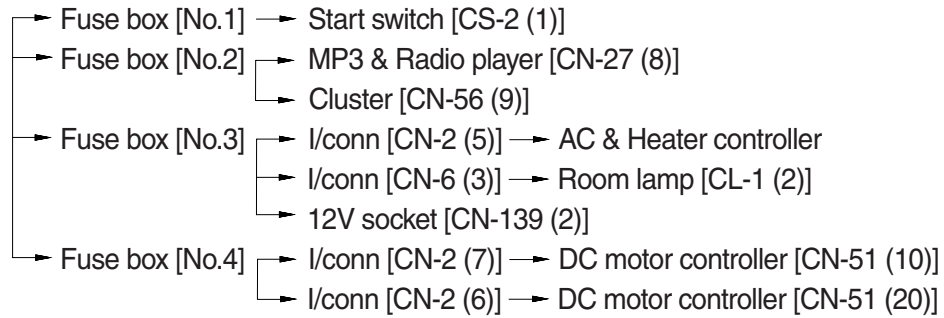 Fuse box [No.1] Start switch [CS-2 (1)]
Fuse box [No.2] MP3 & Radio player [CN-27 (8)]
Cluster [CN-56 (9)]
Fuse box [No.3] I/conn [CN-2 (5)] AC & Heater controller
I/conn [CN-6 (3)] Room lamp [CL-1 (2)]
12V socket [CN-139 (2)]
Fuse box [No.4] I/conn [CN-2 (7)] DC motor controller [CN-51 (10)]
I/conn [CN-2 (6)] DC motor controller [CN-51 (20)]